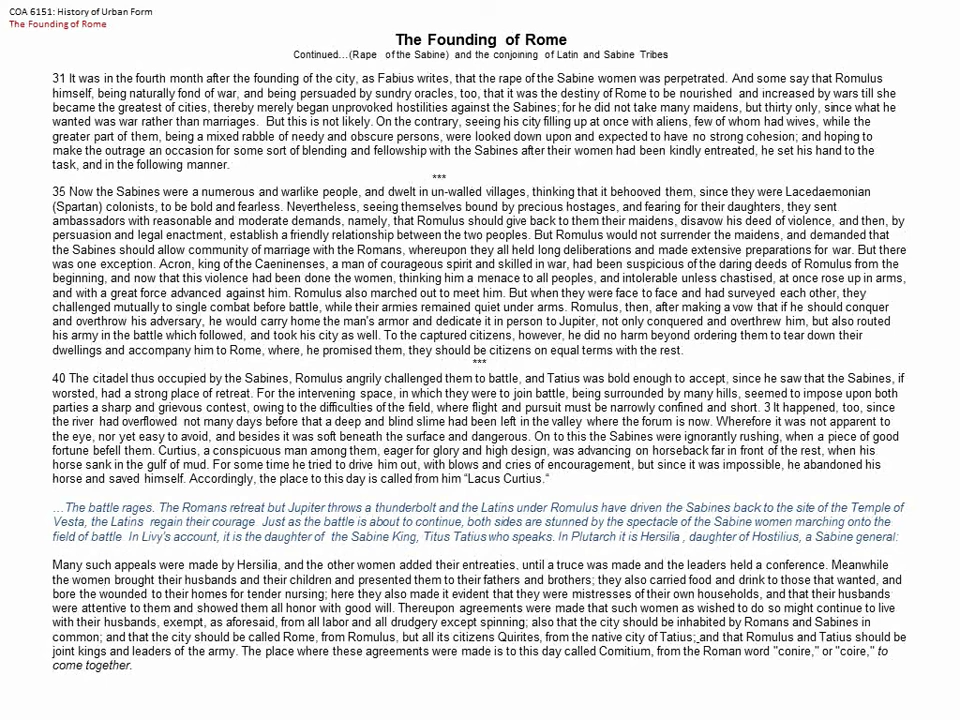 COA 6151: History of Urban Form
The Founding of Rome
The Founding of Rome
Continued…(Rape of the Sabine) and the conjoining of Latin and Sabine Tribes
31 It was in the fourth month after the founding of the city, as Fabius writes, that the rape of the Sabine women was perpetrated. And some say that Romulus
himself, being naturally fond of war, and being persuaded by sundry oracles, too, that it was the destiny of Rome to be nourished and increased by wars till she
became the greatest of cities, thereby merely began unprovoked hostilities against the Sabines; for he did not take many maidens, but thirty only, since what he
wanted was war rather than marriages. But this is not likely. On the contrary, seeing his city filling up at once with aliens, few of whom had wives, while the
greater part of them, being a mixed rabble of needy and obscure persons, were looked down upon and expected to have no strong cohesion; and hoping to
make the outrage an occasion for some sort of blending and fellowship with the Sabines after their women had been kindly entreated, he set his hand to the
task, and in the following manner.
***
35 Now the Sabines were a numerous and warlike people, and dwelt in un-walled villages, thinking that it behooved them, since they were Lacedaemonian
(Spartan) colonists, to be bold and fearless. Nevertheless, seeing themselves bound by precious hostages, and fearing for their daughters, they sent
ambassadors with reasonable and moderate demands, namely, that Romulus should give back to them their maidens, disavow his deed of violence, and then, by
persuasion and legal enactment, establish a friendly relationship between the two peoples. But Romulus would not surrender the maidens, and demanded that
the Sabines should allow community of marriage with the Romans, whereupon they all held long deliberations and made extensive preparations for war. But there
was one exception. Acron, king of the Caeninenses, a man of courageous spirit and skilled in war, had been suspicious of the daring deeds of Romulus from the
beginning, and now that this violence had been done the women, thinking him a menace to all peoples, and intolerable unless chastised, at once rose up in arms,
and with a great force advanced against him. Romulus also marched out to meet him. But when they were face to face and had surveyed each other, they
challenged mutually to single combat before battle, while their armies remained quiet under arms. Romulus, then, after making a vow that if he should conquer
and overthrow his adversary, he would carry home the man's armor and dedicate it in person to Jupiter, not only conquered and overthrew him, but also routed
his army in the battle which followed, and took his city as well. To the captured citizens, however, he did no harm beyond ordering them to tear down their
dwellings and accompany him to Rome, where, he promised them, they should be citizens on equal terms with the rest.
***
40 The citadel thus occupied by the Sabines, Romulus angrily challenged them to battle, and Tatius was bold enough to accept, since he saw that the Sabines, if
worsted, had a strong place of retreat. For the intervening space, in which they were to join battle, being surrounded by many hills, seemed to impose upon both
parties a sharp and grievous contest, owing to the difficulties of the field, where flight and pursuit must be narrowly confined and short. 3 It happened, too, since
the river had overflowed not many days before that a deep and blind slime had been left in the valley where the forum is now. Wherefore it was not apparent to
the eye, nor yet easy to avoid, and besides it was soft beneath the surface and dangerous. On to this the Sabines were ignorantly rushing, when a piece of good
fortune befell them. Curtius, a conspicuous man among them, eager for glory and high design, was advancing on horseback far in front of the rest, when his
horse sank in the gulf of mud. For some time he tried to drive him out, with blows and cries of encouragement, but since it was impossible, he abandoned his
horse and saved himself. Accordingly, the place to this day is called from him “Lacus Curtius.“
…The battle rages. The Romans retreat but Jupiter throws a thunderbolt and the Latins under Romulus have driven the Sabines back to the site of the Temple of
Vesta, the Latins regain their courage Just as the battle is about to continue, both sides are stunned by the spectacle of the Sabine women marching onto the
field of battle In Livy's account, it is the daughter of the Sabine King, Titus Tatius who speaks. In Plutarch it is Hersilia , daughter of Hostilius, a Sabine general:
Many such appeals were made by Hersilia, and the other women added their entreaties, until a truce was made and the leaders held a conference. Meanwhile
the women brought their husbands and their children and presented them to their fathers and brothers; they also carried food and drink to those that wanted, and
bore the wounded to their homes for tender nursing; here they also made it evident that they were mistresses of their own households, and that their husbands
were attentive to them and showed them all honor with good will. Thereupon agreements were made that such women as wished to do so might continue to live
with their husbands, exempt, as aforesaid, from all labor and all drudgery except spinning; also that the city should be inhabited by Romans and Sabines in
common; and that the city should be called Rome, from Romulus, but all its citizens Quirites, from the native city of Tatius; and that Romulus and Tatius should be
joint kings and leaders of the army. The place where these agreements were made is to this day called Comitium, from the Roman word "conire," or "coire," to
come together.